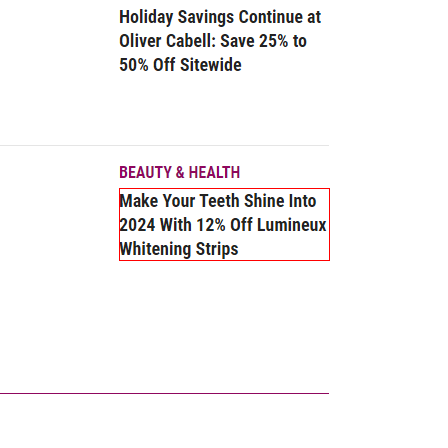 Holiday Savings Continue at
Oliver Cabell: Save 25% to
50% Off Sitewide
BEAUTY & HEALTH
Make Your Teeth Shine Into
2024 With 12% Off Lumineux
Whitening Strips